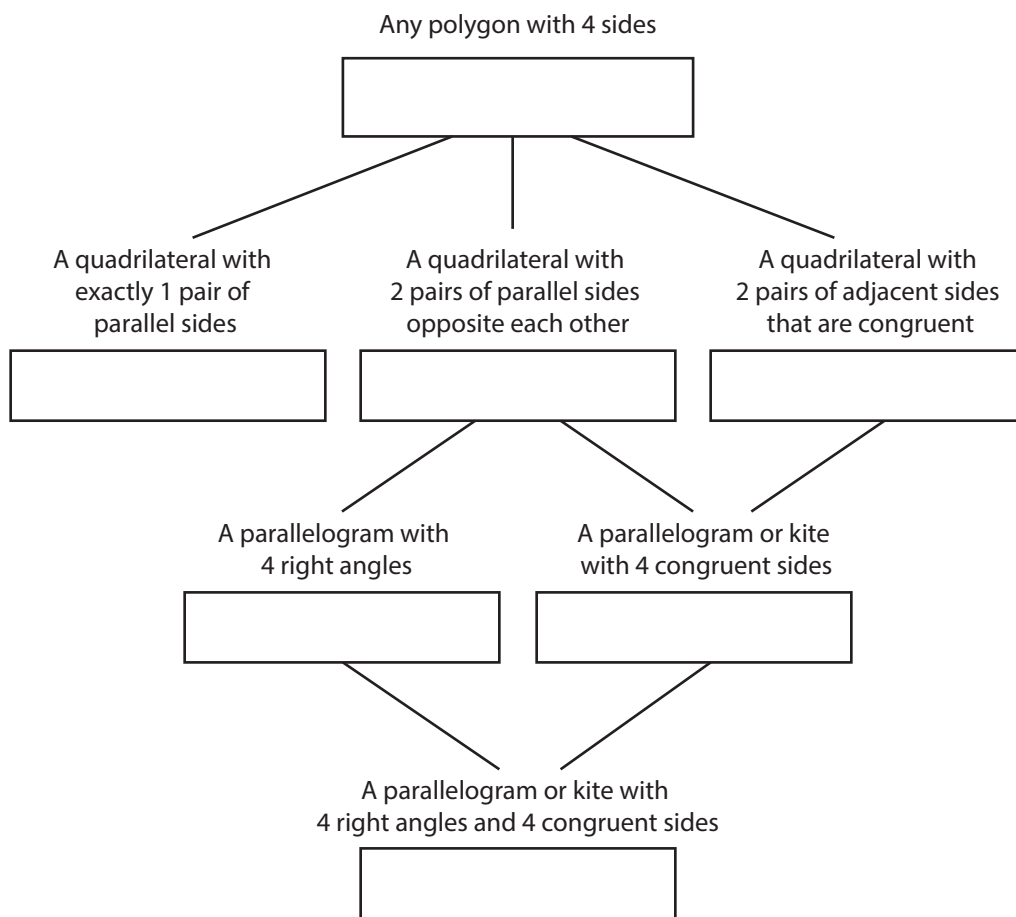 Any polygon with 4 sides
A quadrilateral with
exactly 1 pair of
parallel sides
A quadrilateral with
2 pairs of parallel sides
opposite each other
A quadrilateral with
2 pairs of adjacent sides
that are congruent
A parallelogram with
4 right angles
A parallelogram or kite
with 4 congruent sides
A parallelogram or kite with
4 right angles and 4 congruent sides